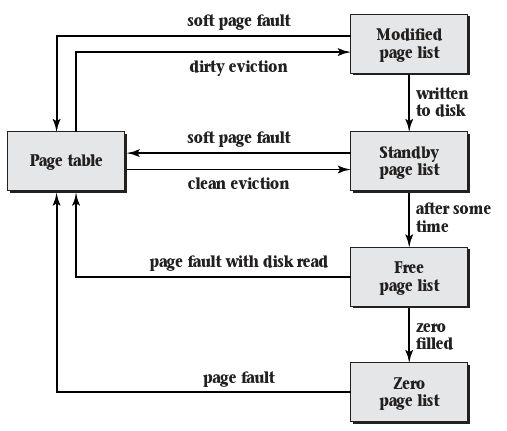 soft page fault
Modified
page list
dirty eviction
written
to disk
soft page fault
Standby
page list
Page table
clean eviction
after some
time
page fault with disk read
Free
page list
zero
filled
page fault
Zero
page list